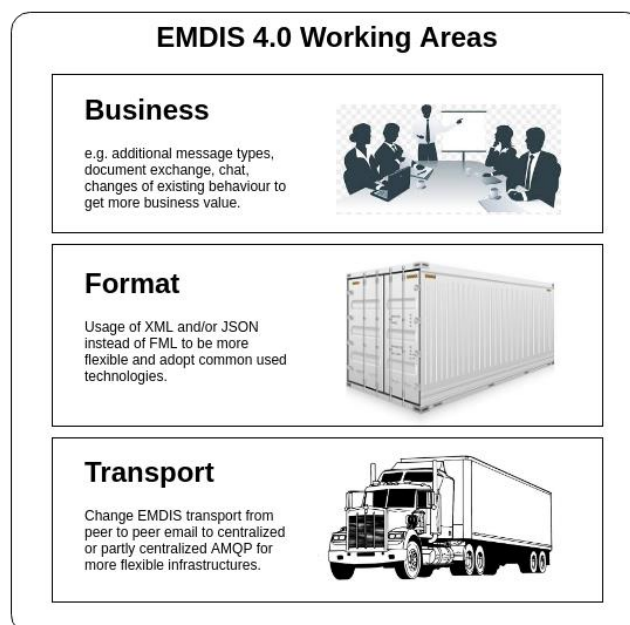 EMDIS 4.0 Working Areas
Business
e.g. additional message types,
document exchange, chat,
changes of existing behaviour to
get more business value.
Format
Usage of XML and/or JSON
instead of FML to be more
flexible and adopt common used
technologies.
Transport
Change EMDIS transport from
peer to peer email to centralized
or partly centralized AMQP for
more flexible infrastructures.